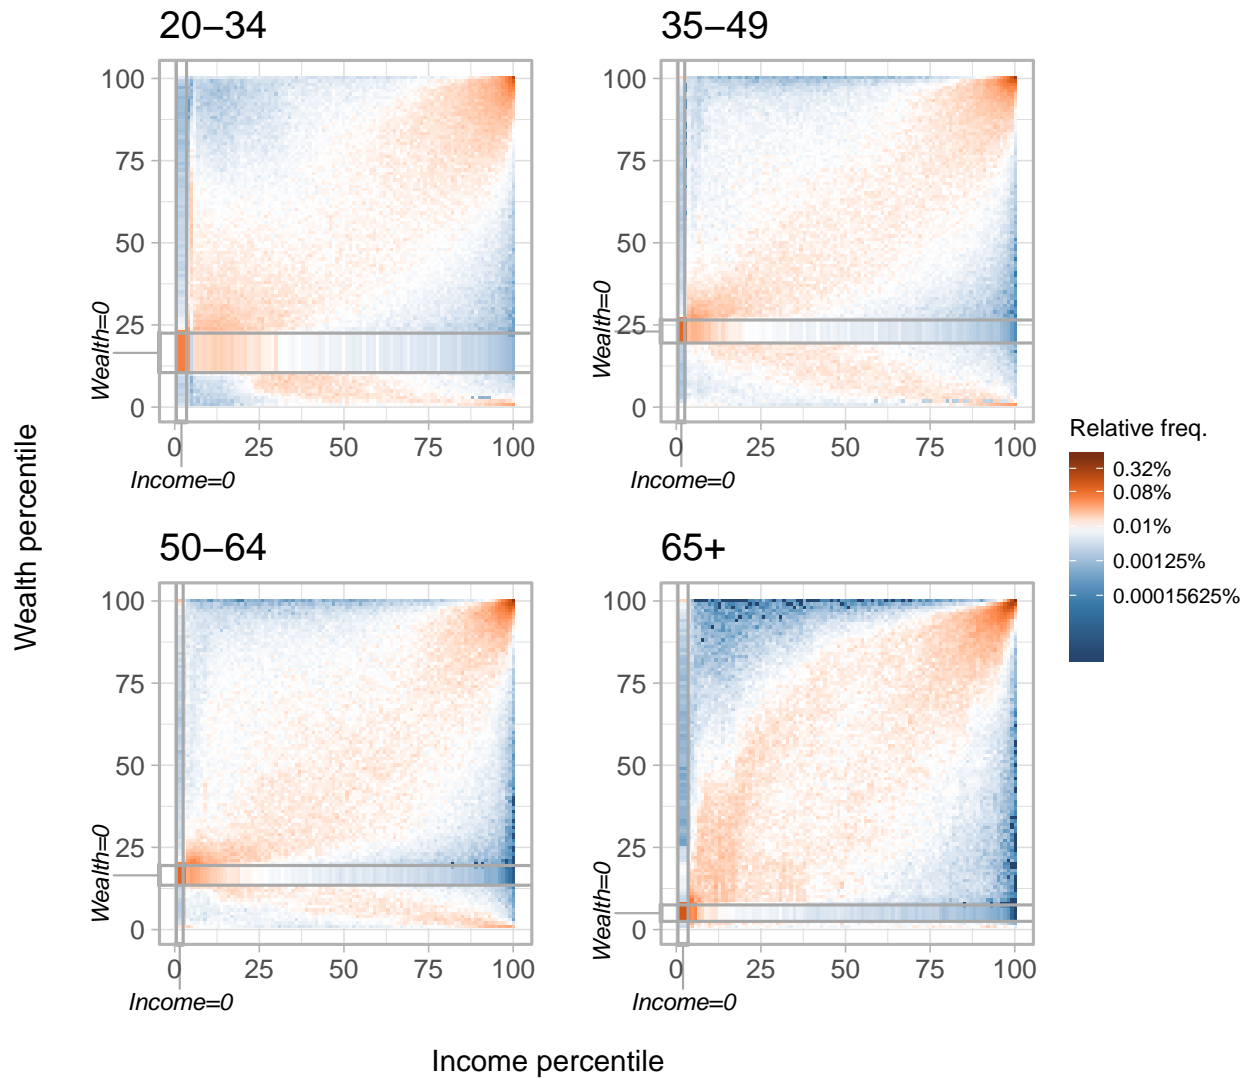 20–34
35–49
100
75
50
25
0
Wealth=0
0 25 50 75 100
Income=0
100
75
50
25
0
Wealth=0
0 25 50 75 100
Income=0
50–64
65+
100
75
50
25
0
Wealth=0
0 25 50 75 100
Income=0
100
75
50
25
0
Wealth=0
0 25 50 75 100
Income=0
Wealth percentile
Income percentile
Relative freq.
0.32%
0.08%
0.01%
0.00125%
0.00015625%